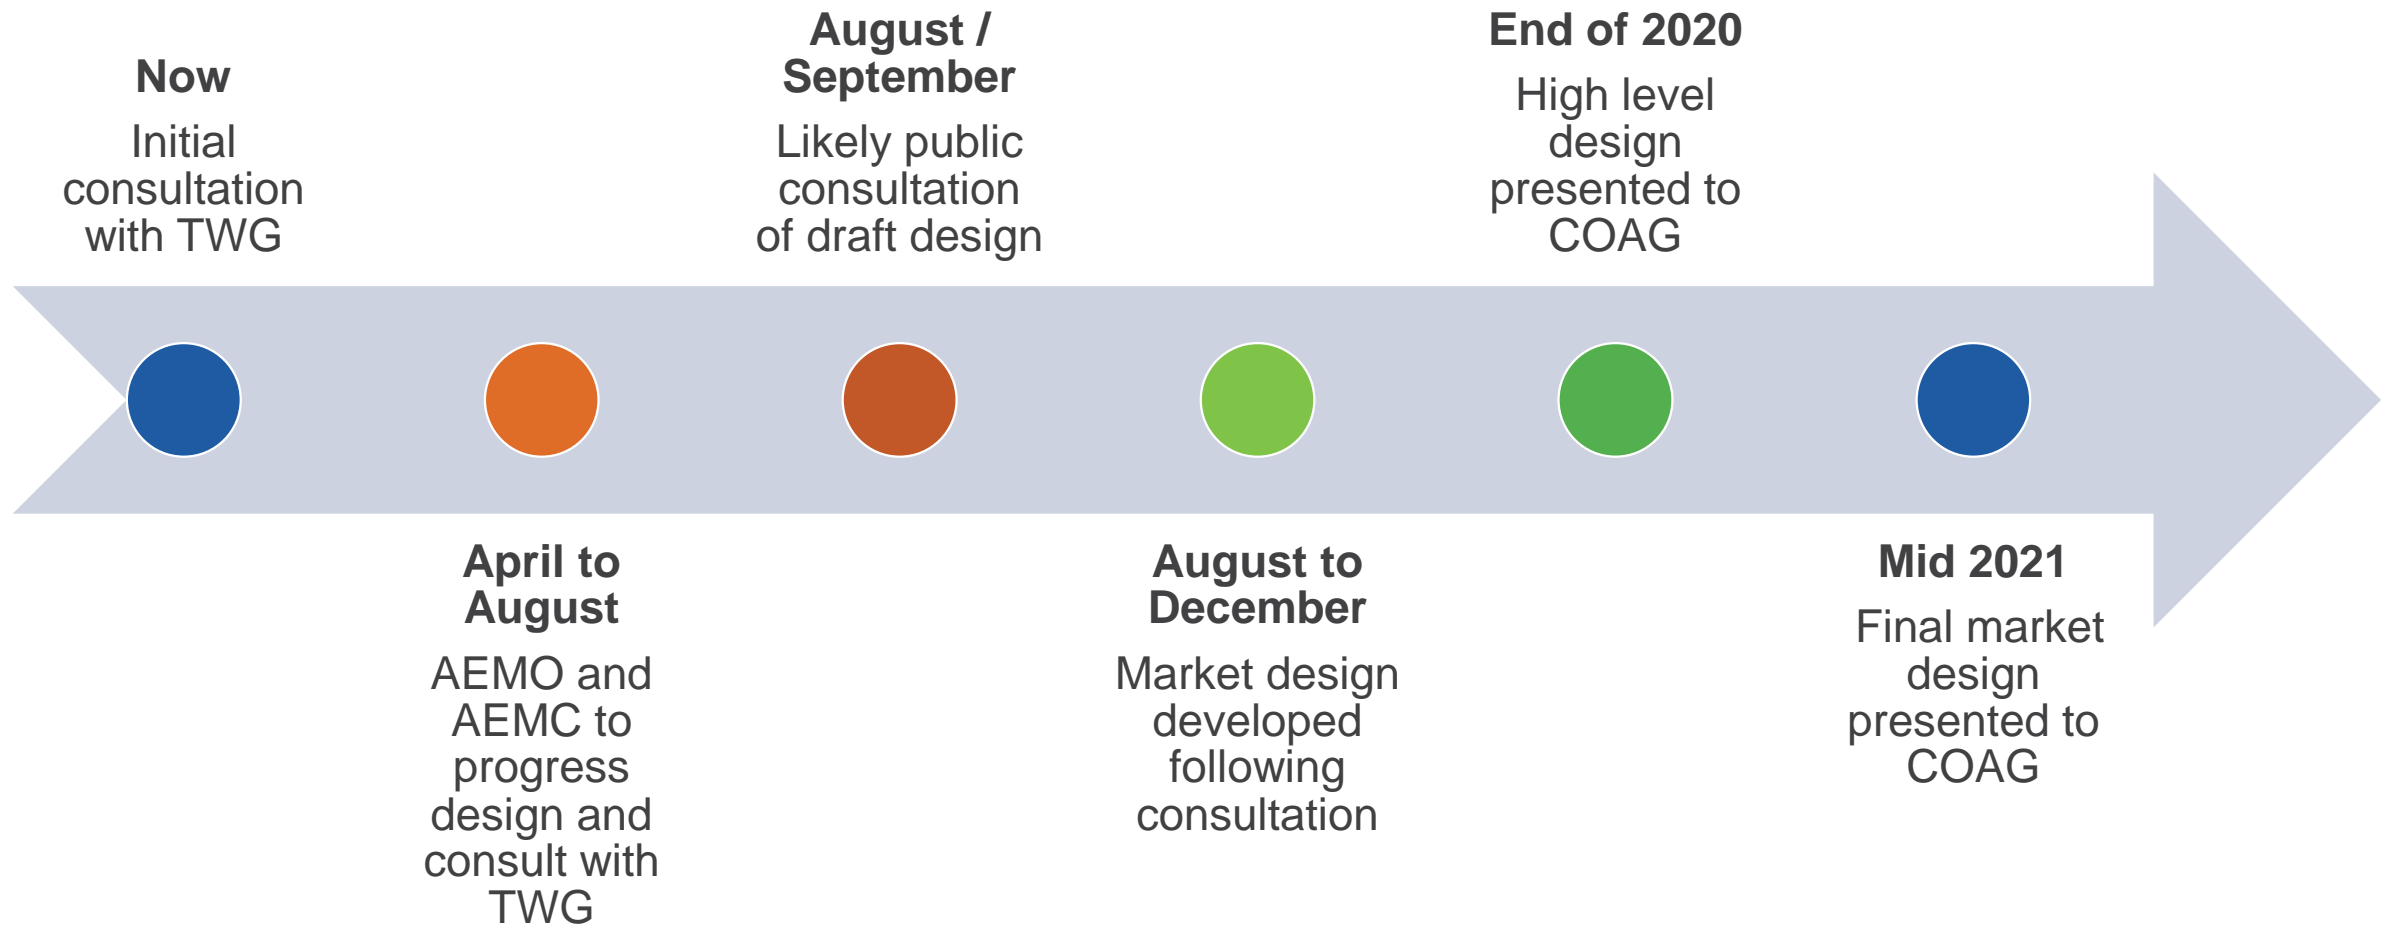 Now
Initial
consultation
with TWG
April to
August
AEMO and
AEMC to
progress
design and
consult with
TWG
August /
September
Likely public
consultation
of draft design
August to
December
Market design
developed
following
consultation
End of 2020
High level
design
presented to
COAG
Mid 2021
Final market
design
presented to
COAG